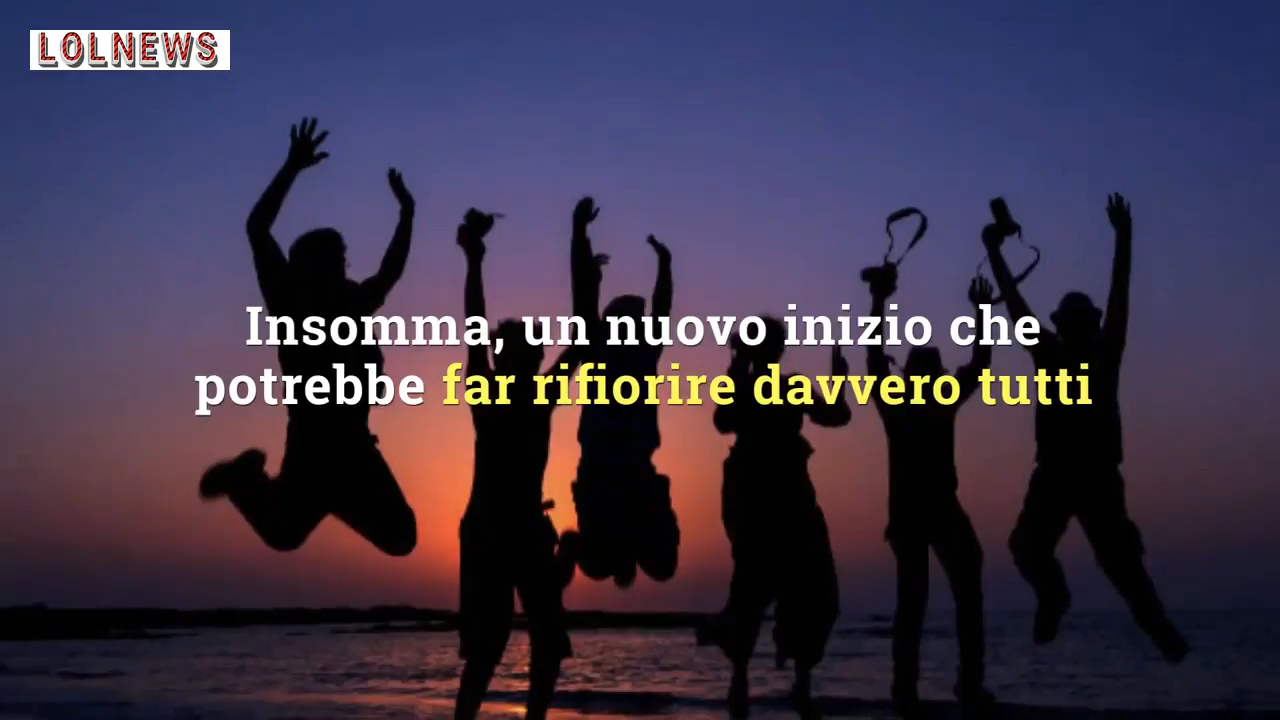 LOLNEWS
Insomma, un nuovo inizio che
potrebbe far rifiorire davvero tutti